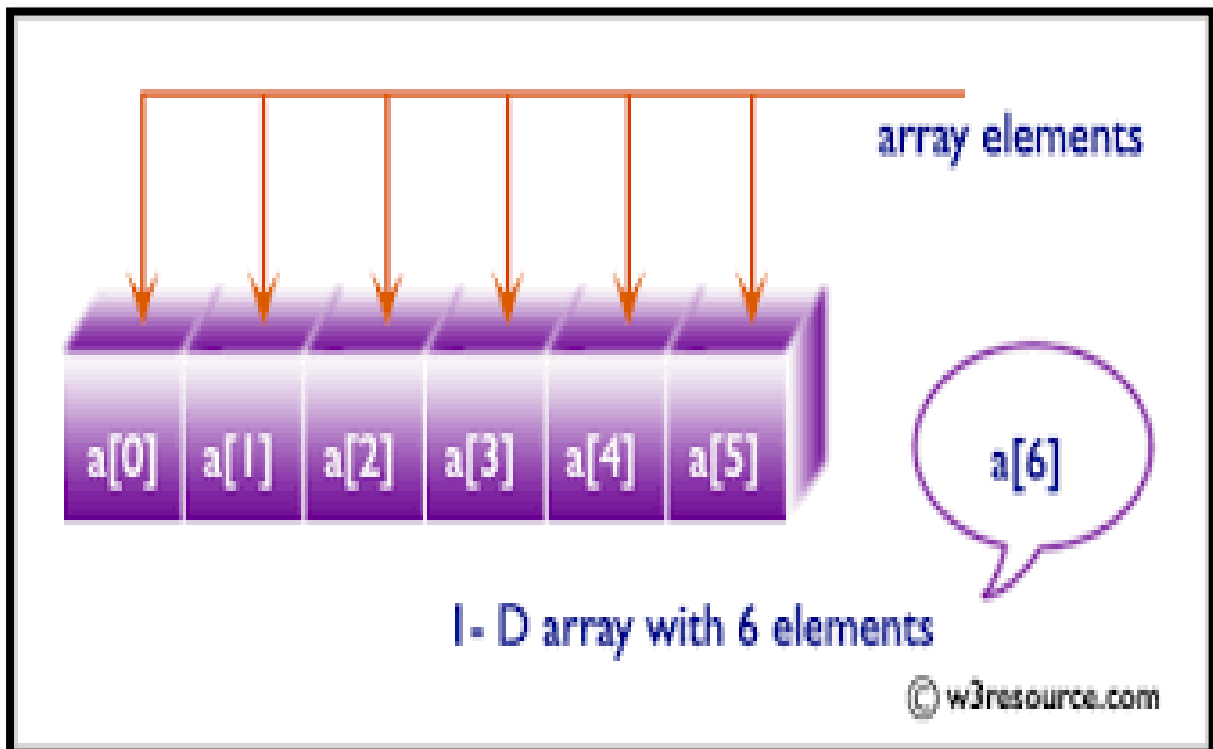 array elements
a[0] a[1] a[2] a[3] a[4] a[5]
a[6]
1- D array with 6 elements
© w3resource.com